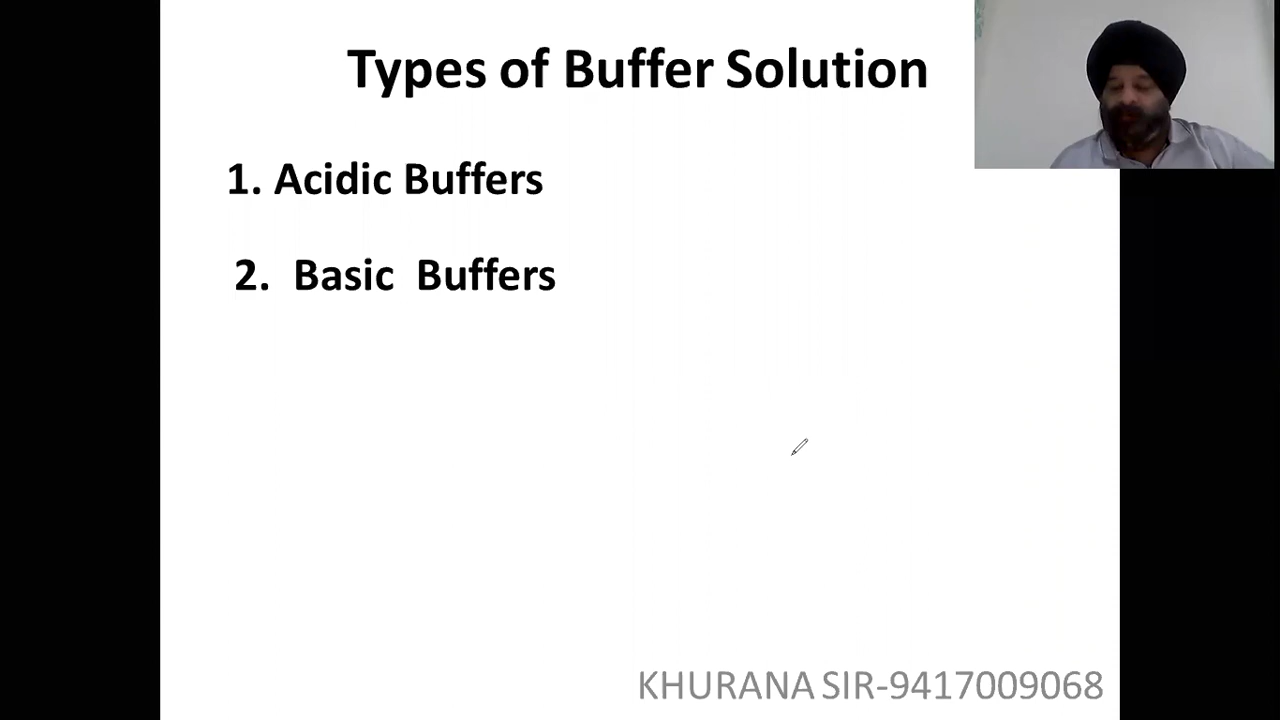 Types of Buffer Solution
1. Acidic Buffers
2. Basic Buffers
KHURANA SIR-9417009068